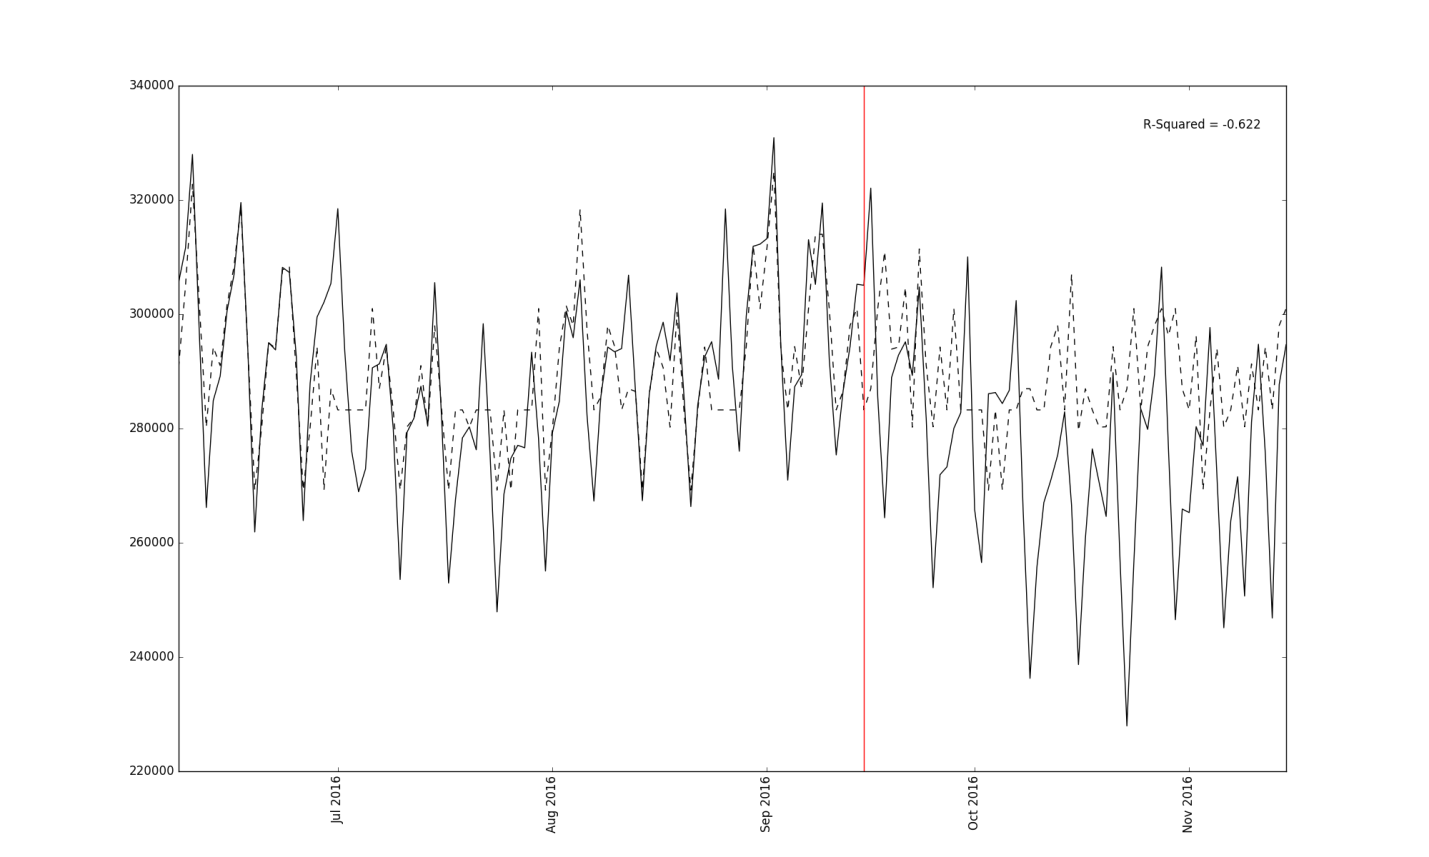 340000
R-Squared = -0.622
320000
300000
280000
260000
240000
220000
Jul 2016
Aug 2016
Sep 2016
Oct 2016
Nov 2016